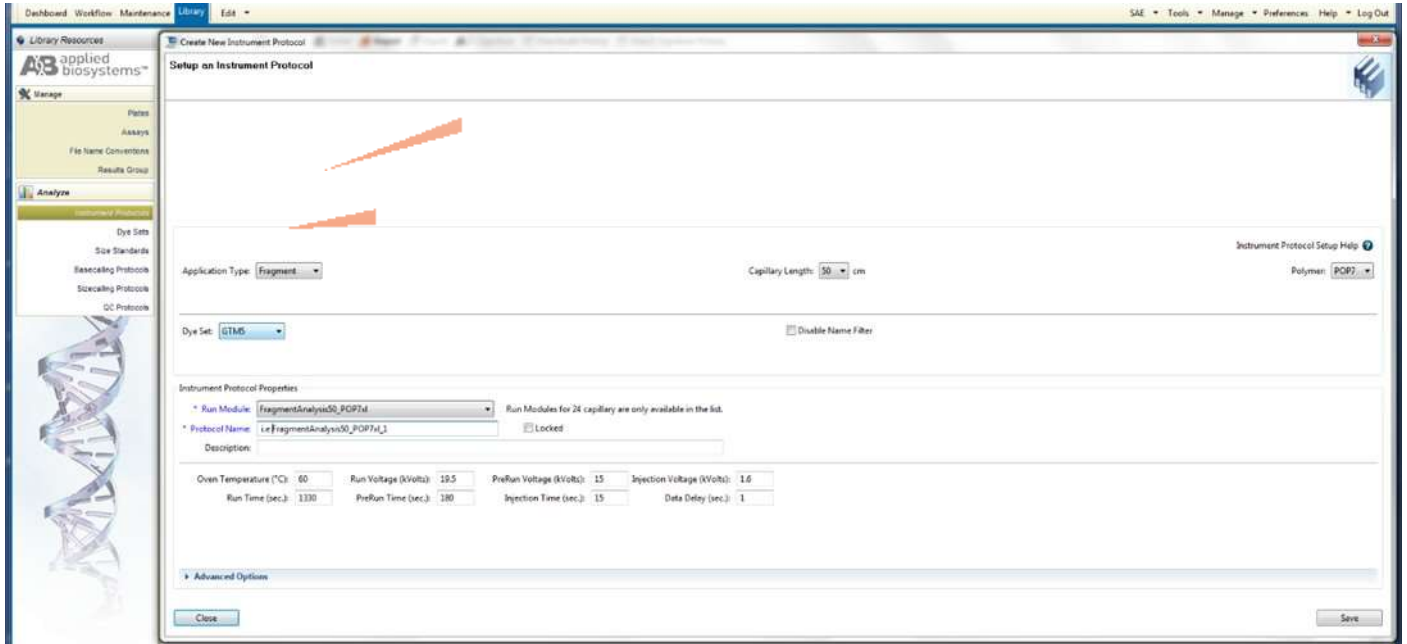 Dashboard Workflow Maintenance Library Edit SAE Tools Manage Preferences Help Log Out
Library Resources
Create New Instrument Protocol
applied
biosystems™
Setup an Instrument Protocol
Manage
Plates
Assays
File Name Conventions
Results Group
Analyze
Instrument Protocols
Dye Sets
Size Standards
Instrument Protocol Setup Help
Basecalling Protocols
Application Type: Fragment Capillary Length: 50 cm Polymer: POP7
Sizecalling Protocols
QC Protocols
Dye Set: GTM5 Disable Name Filter
Instrument Protocol Properties
* Run Module: FragmentAnalysis50_POP7xl Run Modules for 24 capillary are only available in the list.
* Protocol Name: i.e FragmentAnalysis50_POP7xl_1 Locked
Description:
Oven Temperature (°C): 60 Run Voltage (kVolts): 19.5 PreRun Voltage (kVolts): 15 Injection Voltage (kVolts): 1.6
Run Time (sec.): 1330 PreRun Time (sec.): 180 Injection Time (sec.): 15 Data Delay (sec.): 1
Advanced Options
Close Save